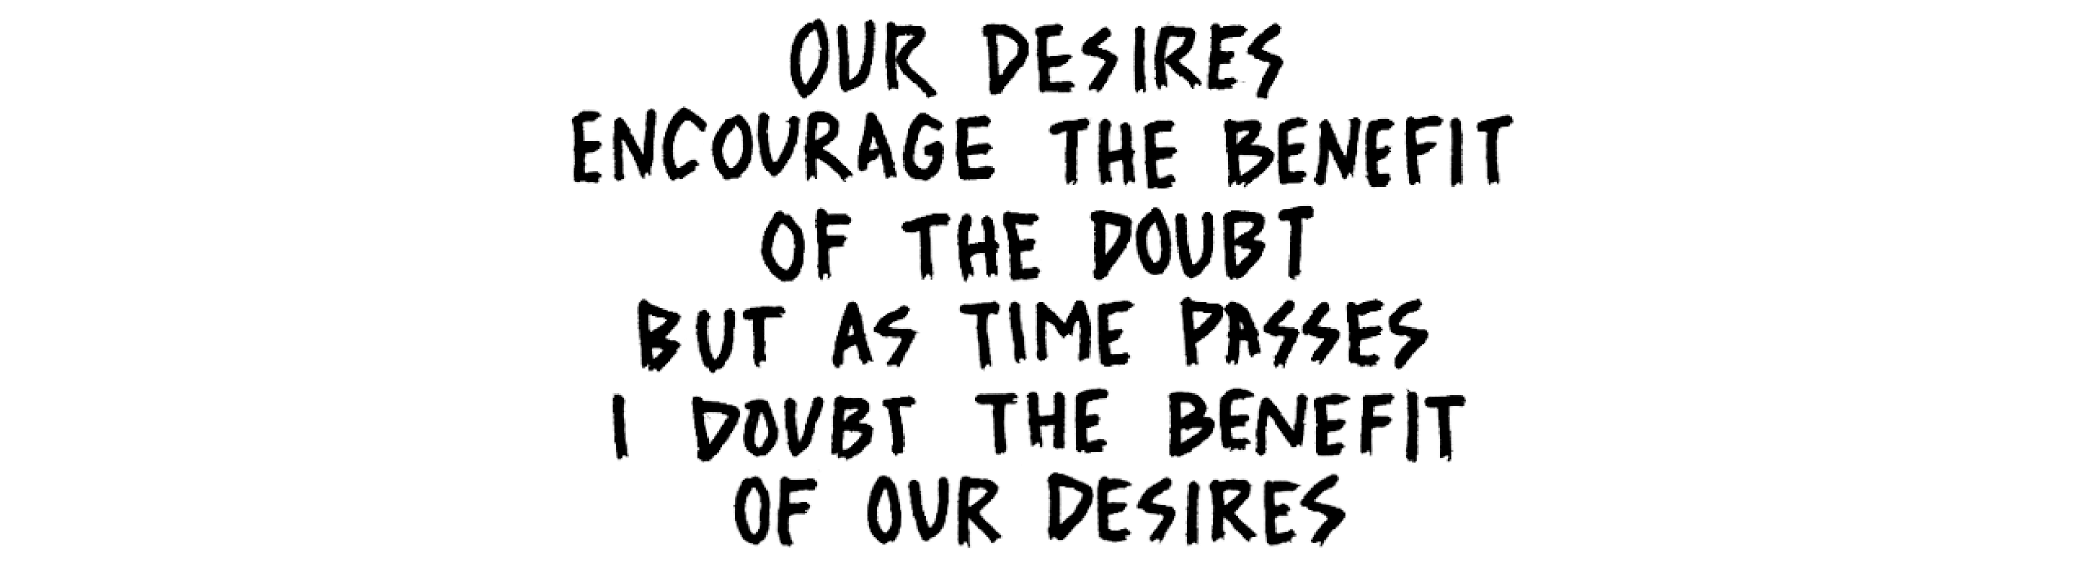 OUR DESIRES
ENCOURAGE THE BENEFIT
OF THE DOUBT
BUT AS TIME PASSES
I DOUBT THE BENEFIT
OF OUR DESIRES